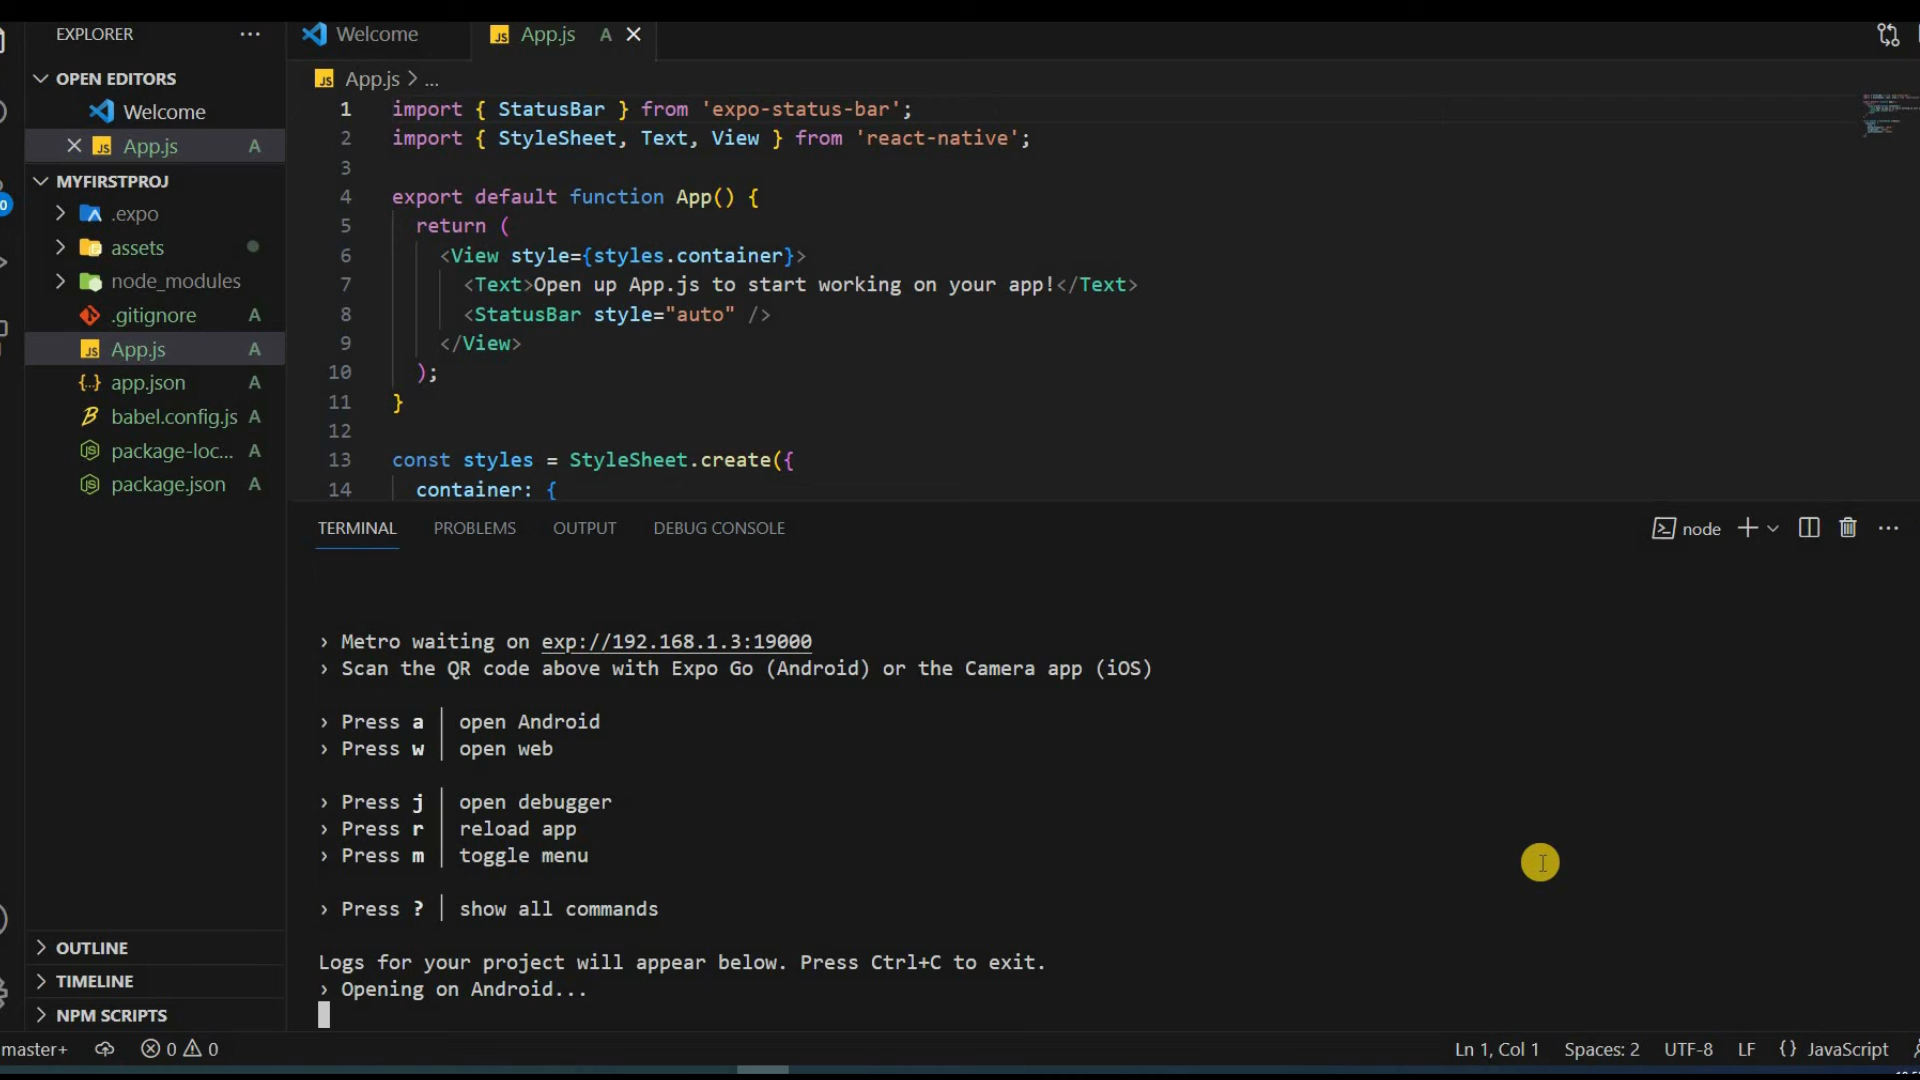 EXPLORER
Welcome
App.js A
OPEN EDITORS
Welcome
App.js A
MYFIRSTPROJ
.expo
assets
node_modules
.gitignore A
App.js A
app.json A
babel.config.js A
package-loc... A
package.json A
OUTLINE
TIMELINE
NPM SCRIPTS
App.js > ...
1 import { StatusBar } from 'expo-status-bar';
2 import { StyleSheet, Text, View } from 'react-native';
3
4 export default function App() {
5 return (
6 <View style={styles.container}>
7 <Text>Open up App.js to start working on your app!</Text>
8 <StatusBar style="auto" />
9 </View>
10 );
11 }
12
13 const styles = StyleSheet.create({
14 container: {
TERMINAL PROBLEMS OUTPUT DEBUG CONSOLE node
› Metro waiting on exp://192.168.1.3:19000
› Scan the QR code above with Expo Go (Android) or the Camera app (iOS)
› Press a │ open Android
› Press w │ open web
› Press j │ open debugger
› Press r │ reload app
› Press m │ toggle menu
› Press ? │ show all commands
Logs for your project will appear below. Press Ctrl+C to exit.
› Opening on Android...
master+ 0 0 Ln 1, Col 1 Spaces: 2 UTF-8 LF {} JavaScript